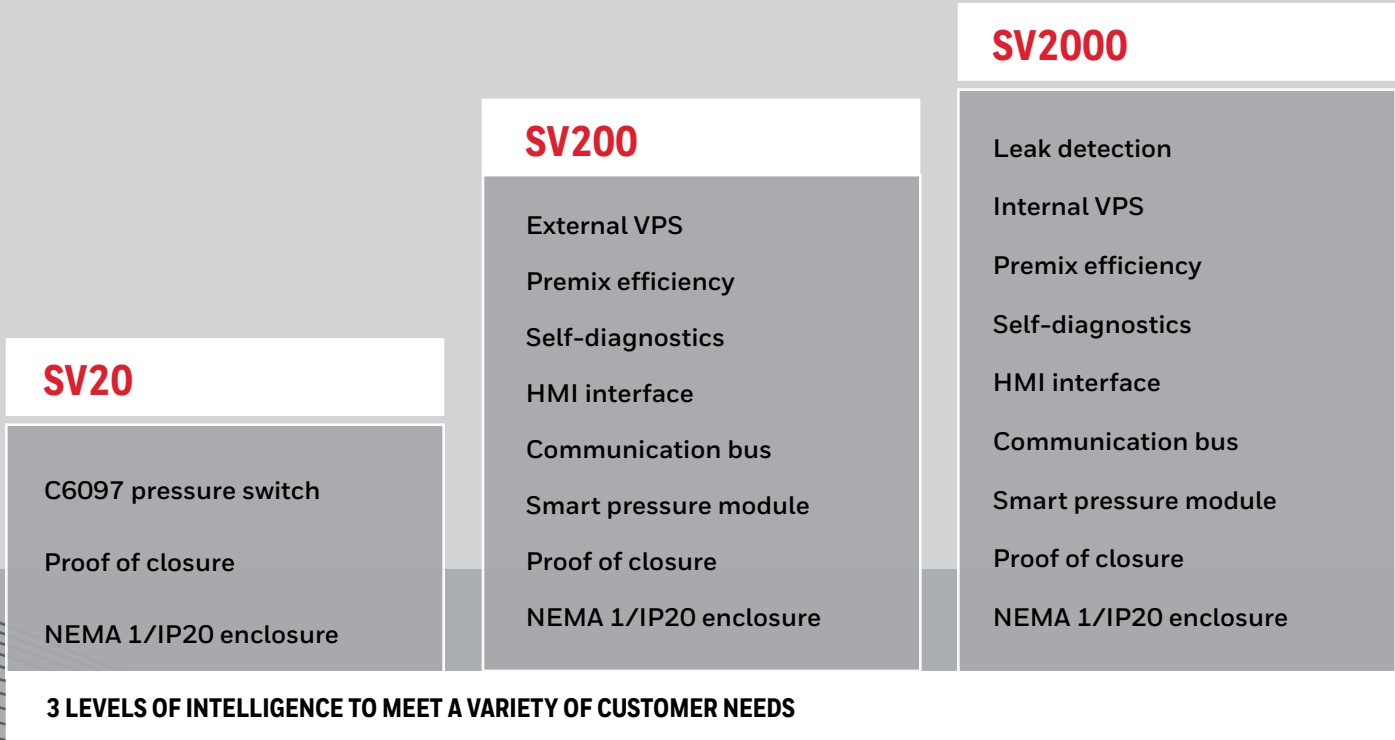 SV20
C6097 pressure switch
Proof of closure
NEMA 1/IP20 enclosure
SV200
External VPS
Premix efficiency
Self-diagnostics
HMI interface
Communication bus
Smart pressure module
Proof of closure
NEMA 1/IP20 enclosure
SV2000
Leak detection
Internal VPS
Premix efficiency
Self-diagnostics
HMI interface
Communication bus
Smart pressure module
Proof of closure
NEMA 1/IP20 enclosure
3 LEVELS OF INTELLIGENCE TO MEET A VARIETY OF CUSTOMER NEEDS